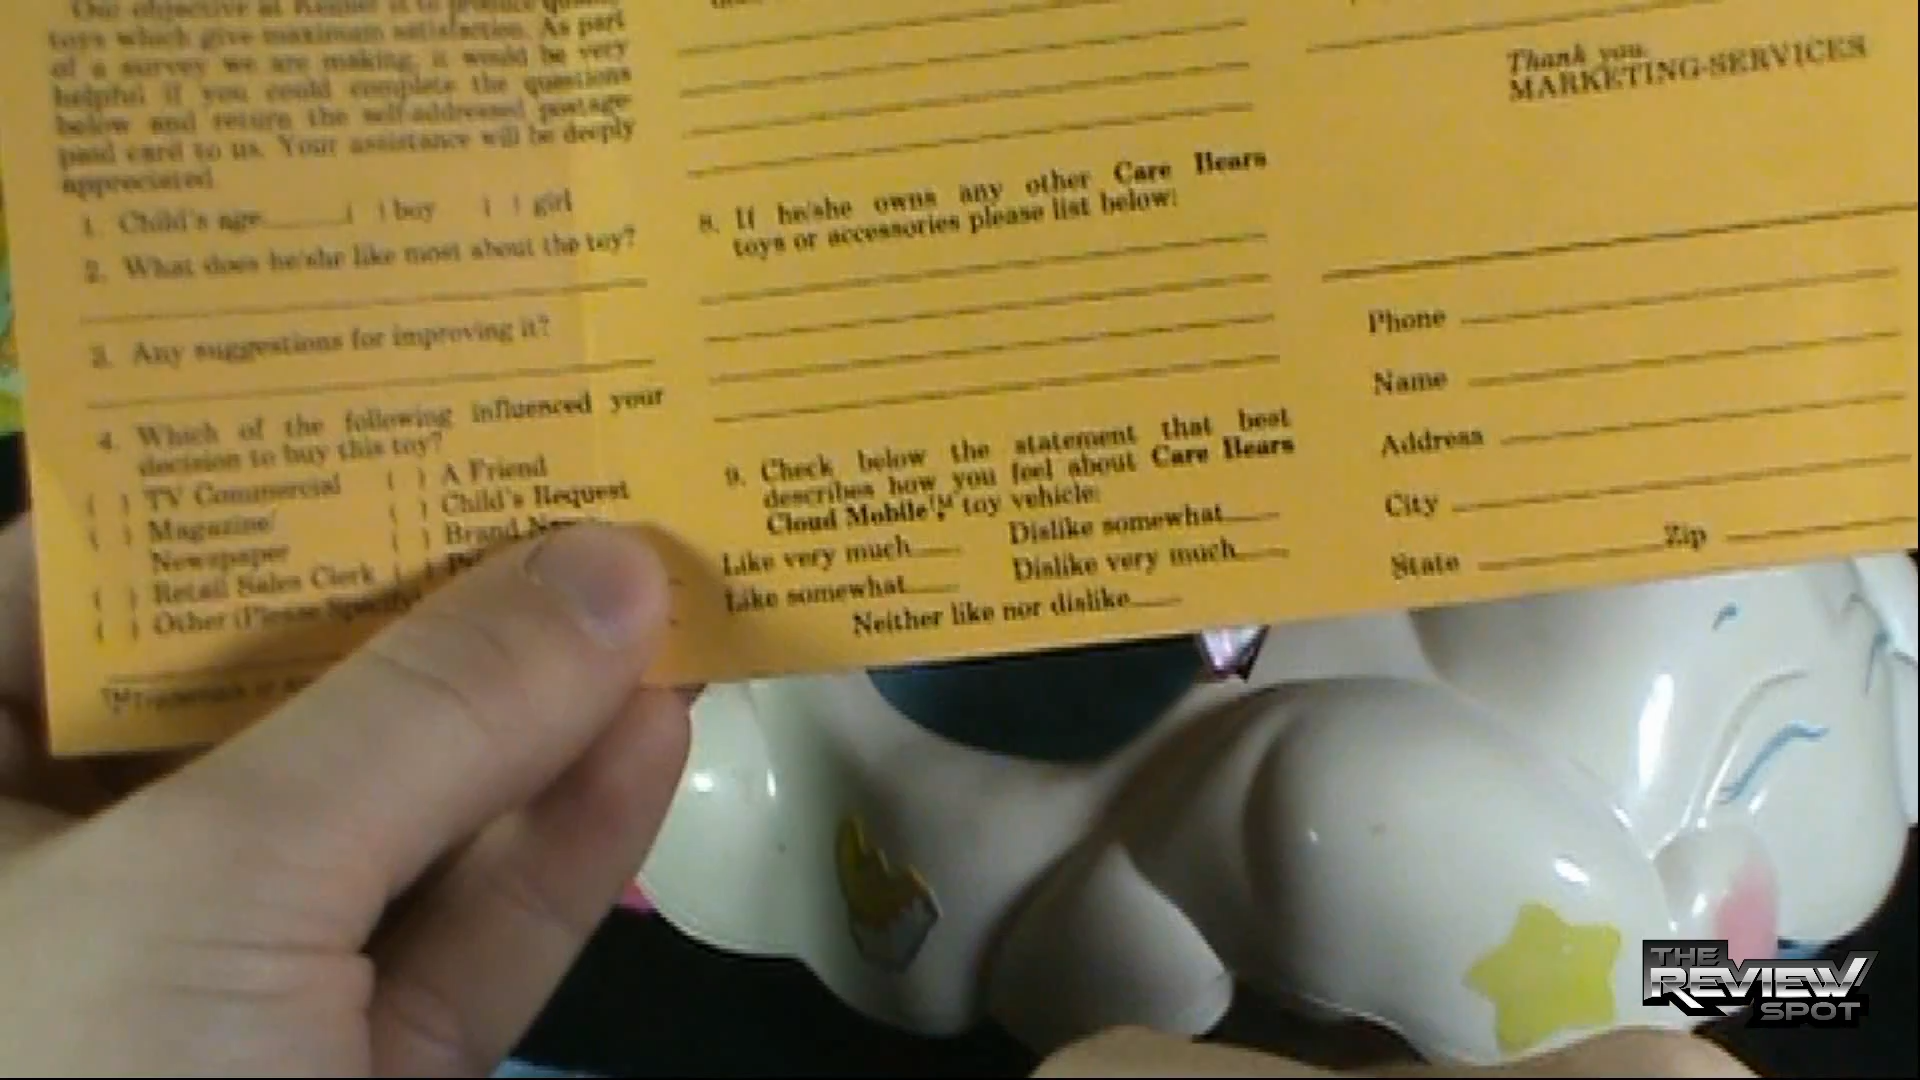 Our objective at Kenner is to produce quality
toys which give maximum satisfaction. As part
of a survey we are making, it would be very
helpful if you could complete the questions
below and return the self-addressed postage
paid card to us. Your assistance will be deeply
appreciated.
1. Child's age ( ) boy ( ) girl
2. What does he/she like most about the toy?
3. Any suggestions for improving it?
4. Which of the following influenced your
decision to buy this toy?
( ) TV Commercial ( ) A Friend
( ) Magazine/ ( ) Child's Request
Newspaper ( ) Brand
( ) Retail Sales Clerk ( )
( ) Other (Please Specify)
TM Trademark of
8. If he/she owns any other Care Bears
toys or accessories please list below:
9. Check below the statement that best
describes how you feel about Care Bears
Cloud Mobile™ toy vehicle:
Like very much Dislike somewhat
Like somewhat Dislike very much
Neither like nor dislike
Thank you,
MARKETING-SERVICES
Phone
Name
Address
City
State Zip
THE
REVIEW
SPOT